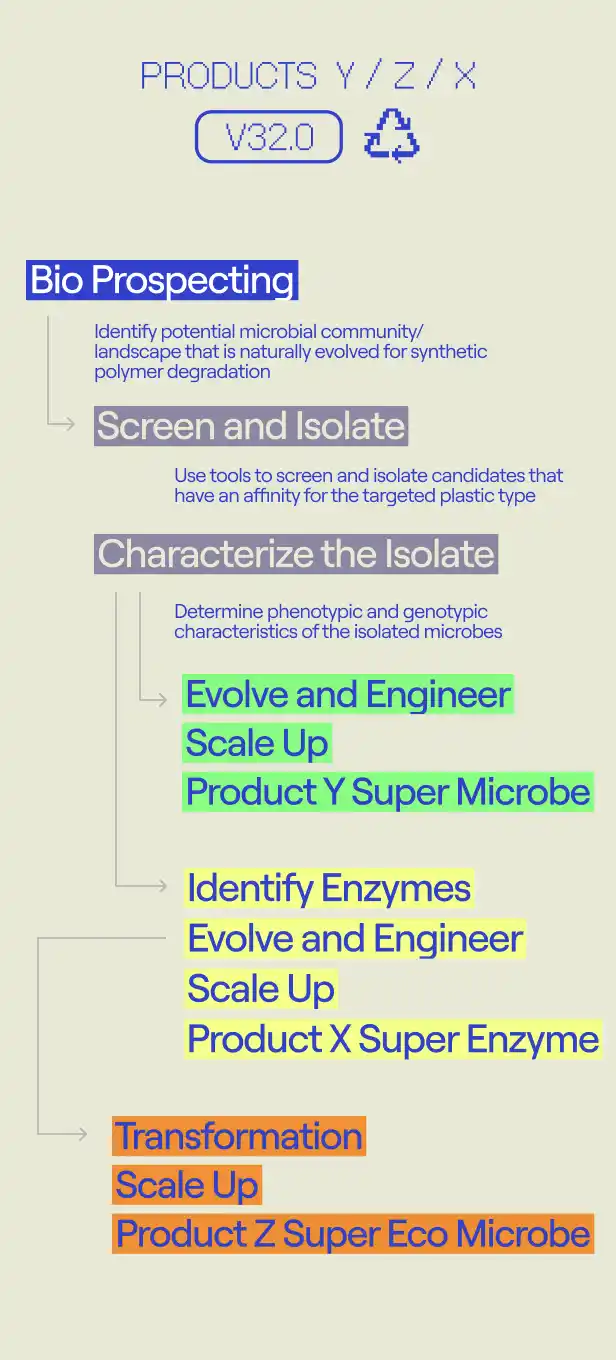 PRODUCTS Y / Z / X
V32.0
Bio Prospecting
Identify potential microbial community/
landscape that is naturally evolved for synthetic
polymer degradation
Screen and Isolate
Use tools to screen and isolate candidates that
have an affinity for the targeted plastic type
Characterize the Isolate
Determine phenotypic and genotypic
characteristics of the isolated microbes
Evolve and Engineer
Scale Up
Product Y Super Microbe
Identify Enzymes
Evolve and Engineer
Scale Up
Product X Super Enzyme
Transformation
Scale Up
Product Z Super Eco Microbe